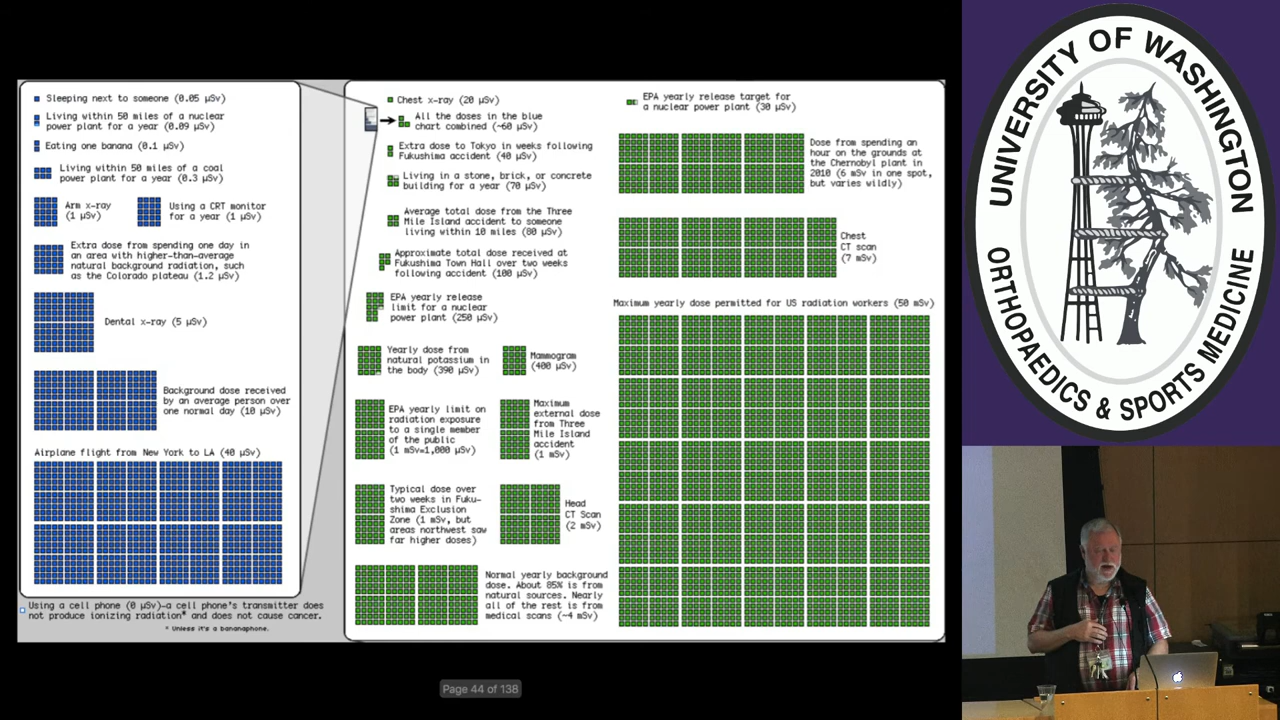 Sleeping next to someone (0.05 µSv)
Living within 50 miles of a nuclear
power plant for a year (0.09 µSv)
Eating one banana (0.1 µSv)
Living within 50 miles of a coal
power plant for a year (0.3 µSv)
Arm x-ray
(1 µSv)
Using a CRT monitor
for a year (1 µSv)
Extra dose from spending one day in
an area with higher-than-average
natural background radiation, such
as the Colorado plateau (1.2 µSv)
Dental x-ray (5 µSv)
Background dose received
by an average person over
one normal day (10 µSv)
Airplane flight from New York to LA (40 µSv)
Using a cell phone (0 µSv)—a cell phone's transmitter does
not produce ionizing radiation* and does not cause cancer.
* Unless it's a bananaphone.
Chest x-ray (20 µSv)
All the doses in the blue
chart combined (~60 µSv)
Extra dose to Tokyo in weeks following
Fukushima accident (40 µSv)
Living in a stone, brick, or concrete
building for a year (70 µSv)
Average total dose from the Three
Mile Island accident to someone
living within 10 miles (80 µSv)
Approximate total dose received at
Fukushima Town Hall over two weeks
following accident (100 µSv)
EPA yearly release
limit for a nuclear
power plant (250 µSv)
Yearly dose from
natural potassium in
the body (390 µSv)
Mammogram
(400 µSv)
EPA yearly limit on
radiation exposure
to a single member
of the public
(1 mSv=1,000 µSv)
Maximum
external dose
from Three
Mile Island
accident
(1 mSv)
Typical dose over
two weeks in Fuku-
shima Exclusion
Zone (1 mSv, but
areas northwest saw
far higher doses)
Head
CT Scan
(2 mSv)
Normal yearly background
dose. About 85% is from
natural sources. Nearly
all of the rest is from
medical scans (~4 mSv)
EPA yearly release target for
a nuclear power plant (30 µSv)
Dose from spending an
hour on the grounds at
the Chernobyl plant in
2010 (6 mSv in one spot,
but varies wildly)
Chest
CT scan
(7 mSv)
Maximum yearly dose permitted for US radiation workers (50 mSv)
Page 44 of 138
UNIVERSITY OF WASHINGTON
ORTHOPAEDICS & SPORTS MEDICINE